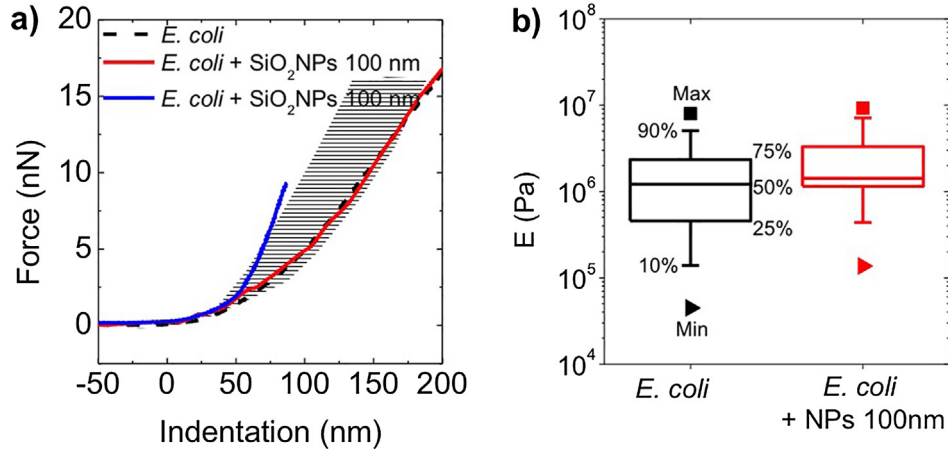 a)
E. coli
E. coli + SiO2NPs 100 nm
E. coli + SiO2NPs 100 nm
20
15
10
5
0
Force (nN)
-50 0 50 100 150 200
Indentation (nm)
b)
10^8
10^7
10^6
10^5
10^4
E (Pa)
Max
90%
75%
50%
25%
10%
Min
E. coli
E. coli
+ NPs 100nm